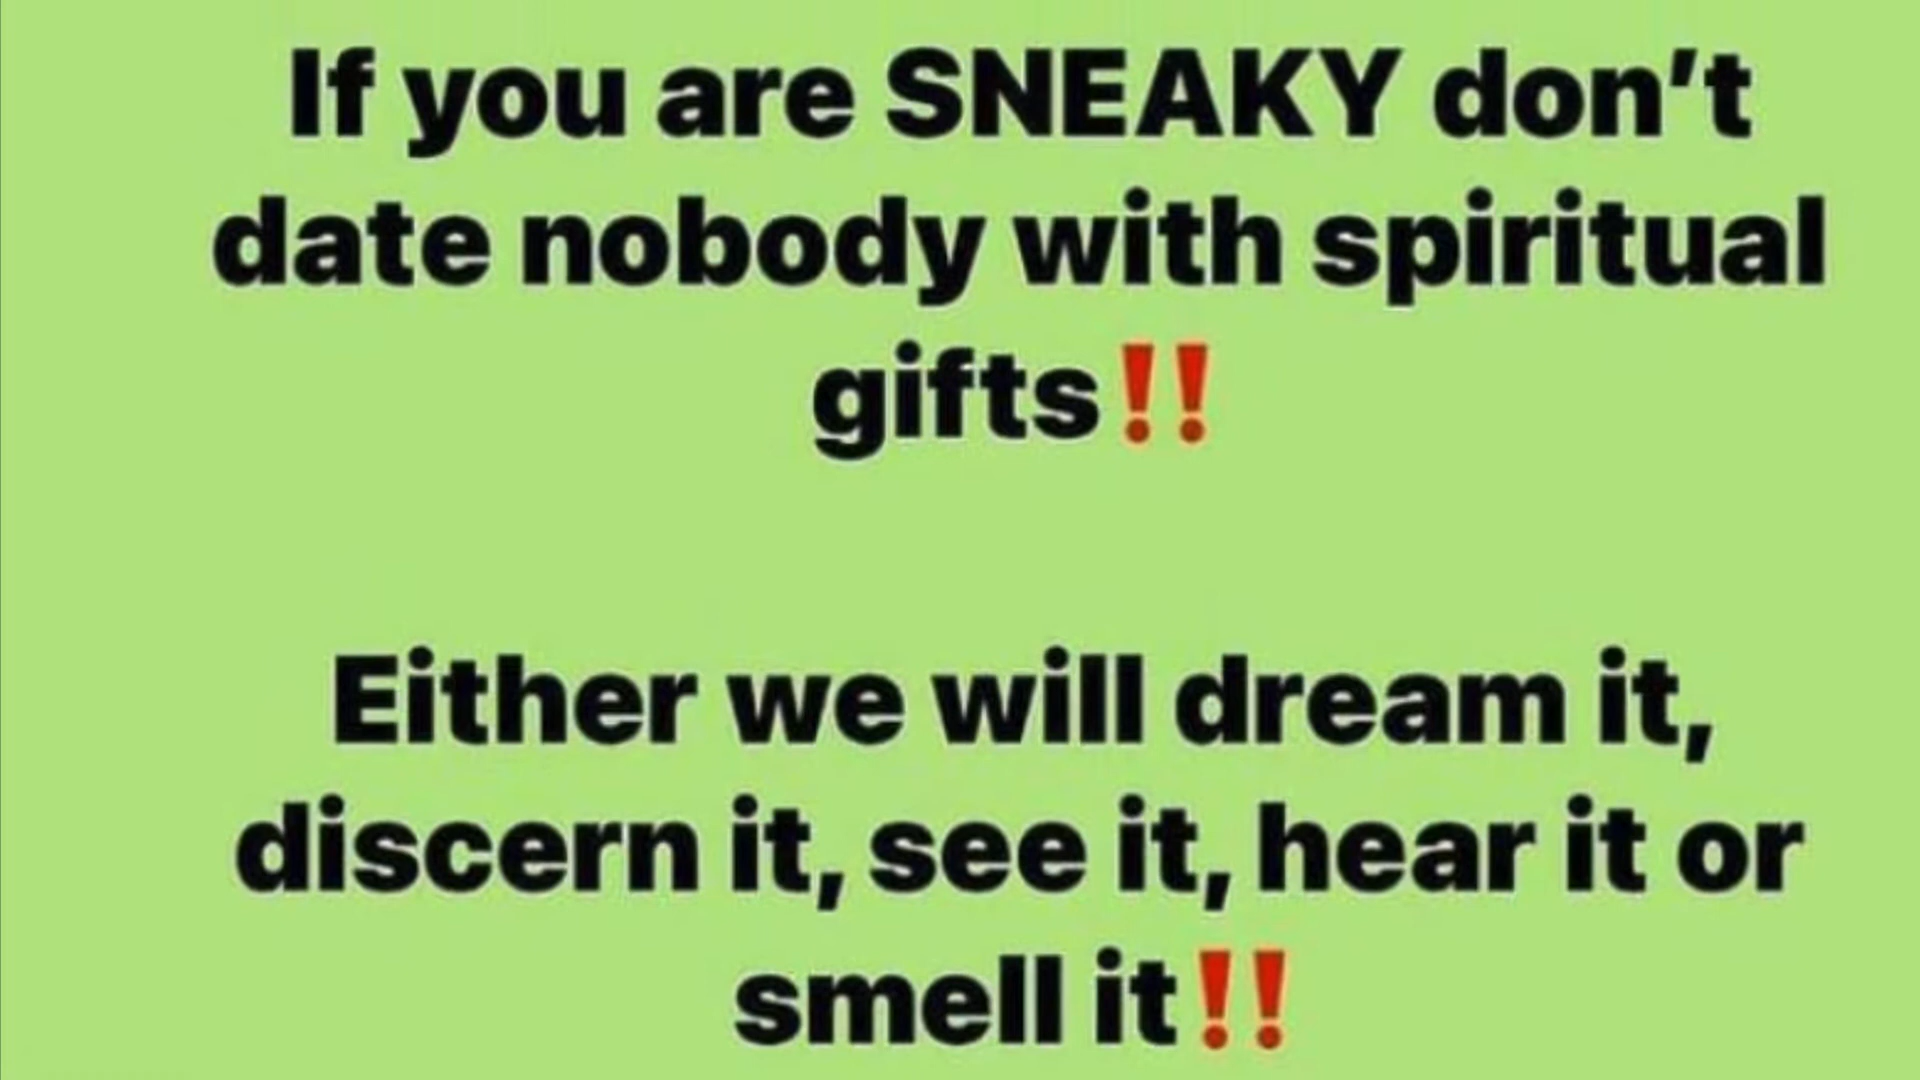 If you are SNEAKY don’t
date nobody with spiritual
gifts‼️
Either we will dream it,
discern it, see it, hear it or
smell it‼️